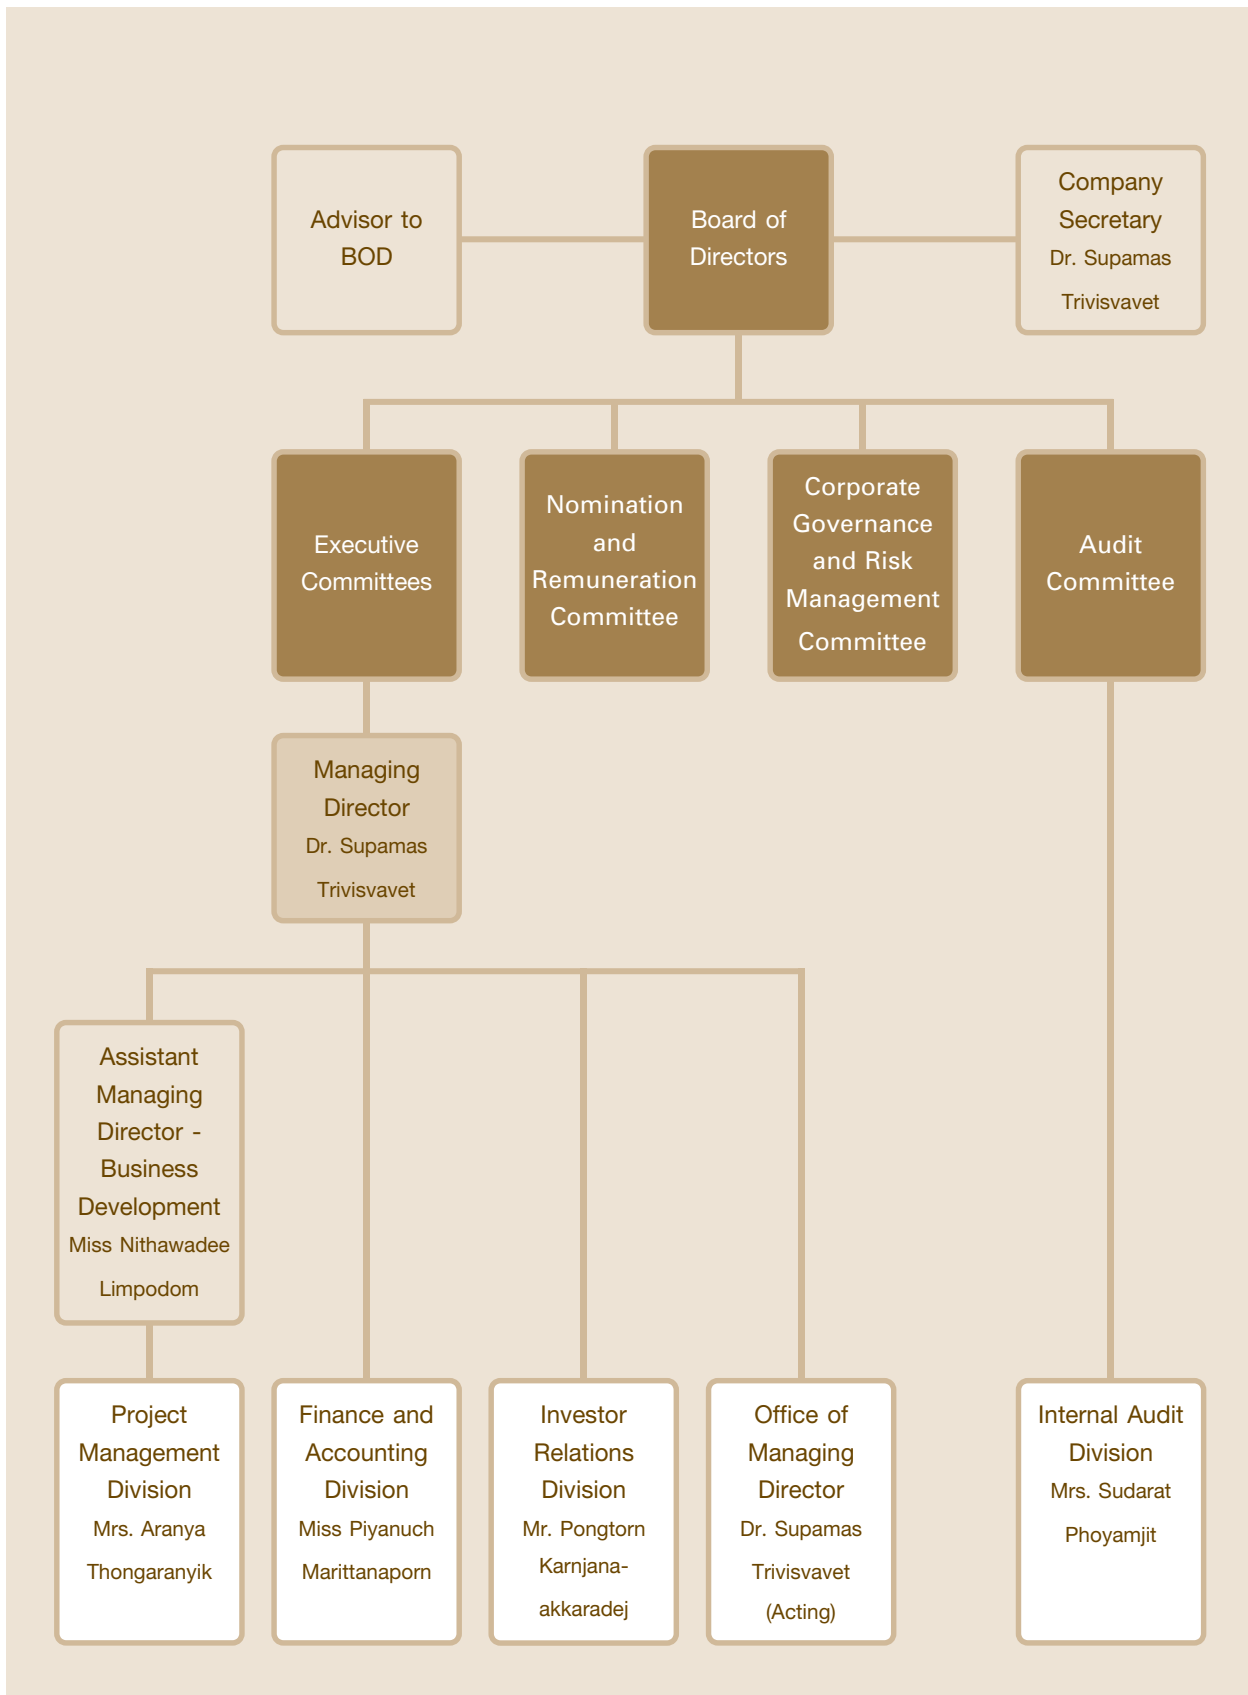 Advisor to
BOD
Board of
Directors
Company
Secretary
Dr. Supamas
Trivisvavet
Executive
Committees
Nomination
and
Remuneration
Committee
Corporate
Governance
and Risk
Management
Committee
Audit
Committee
Managing
Director
Dr. Supamas
Trivisvavet
Assistant
Managing
Director -
Business
Development
Miss Nithawadee
Limpodom
Project
Management
Division
Mrs. Aranya
Thongaranyik
Finance and
Accounting
Division
Miss Piyanuch
Marittanaporn
Investor
Relations
Division
Mr. Pongtorn
Karnjana-
akkaradej
Office of
Managing
Director
Dr. Supamas
Trivisvavet
(Acting)
Internal Audit
Division
Mrs. Sudarat
Phoyamjit